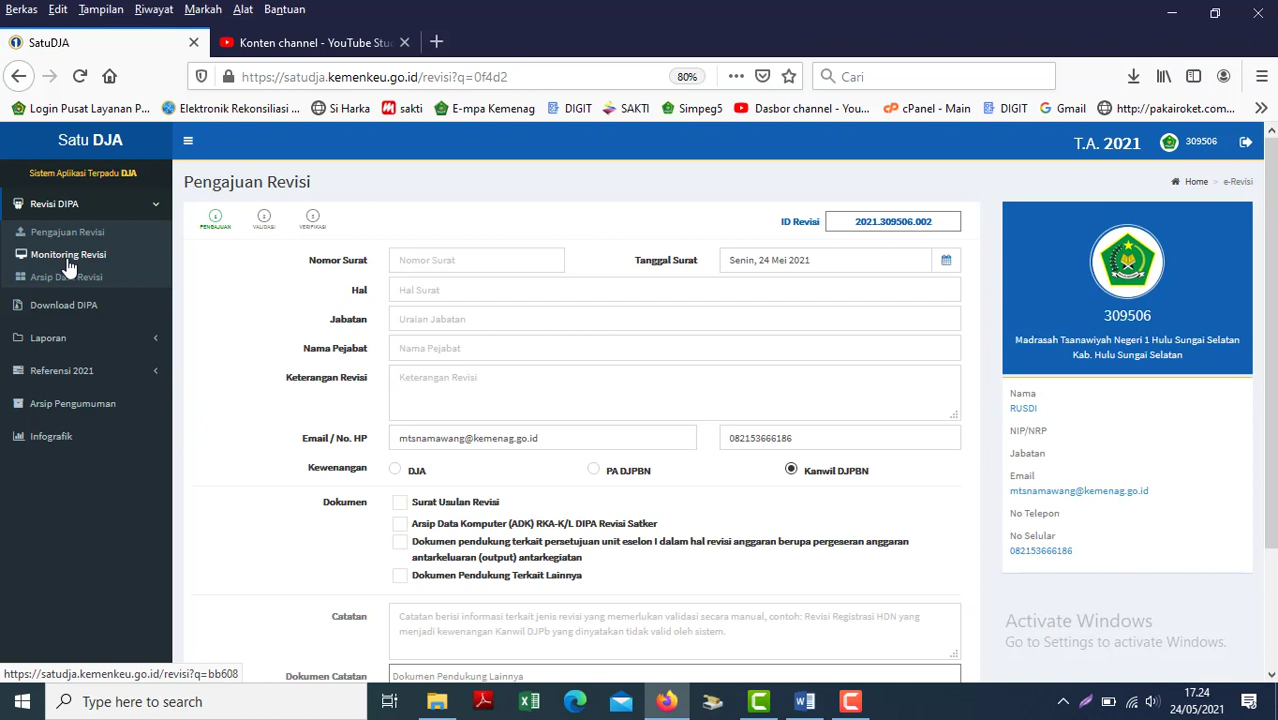 Berkas Edit Tampilan Riwayat Markah Alat Bantuan
SatuDJA
Konten channel - YouTube Stu
https://satudja.kemenkeu.go.id/revisi?q=0f4d2
80%
Cari
Login Pusat Layanan P...
Elektronik Rekonsiliasi ...
Si Harka
sakti
E-mpa Kemenag
DIGIT
SAKTI
Simpeg5
Dasbor channel - You...
cPanel - Main
DIGIT
Gmail
http://pakairoket.com...
Satu DJA
T.A. 2021
309506
Sistem Aplikasi Terpadu DJA
Revisi DIPA
Pengajuan Revisi
Monitoring Revisi
Arsip Data Revisi
Download DIPA
Laporan
Referensi 2021
Arsip Pengumuman
Infografik
Pengajuan Revisi
Home > e-Revisi
PENGAJUAN
VALIDASI
VERIFIKASI
ID Revisi 2021.309506.002
Nomor Surat Nomor Surat
Tanggal Surat Senin, 24 Mei 2021
Hal Hal Surat
Jabatan Uraian Jabatan
Nama Pejabat Nama Pejabat
Keterangan Revisi Keterangan Revisi
Email / No. HP mtsnamawang@kemenag.go.id 082153666186
Kewenangan DJA PA DJPBN Kanwil DJPBN
Dokumen Surat Usulan Revisi
Arsip Data Komputer (ADK) RKA-K/L DIPA Revisi Satker
Dokumen pendukung terkait persetujuan unit eselon I dalam hal revisi anggaran berupa pergeseran anggaran
antarkeluaran (output) antarkegiatan
Dokumen Pendukung Terkait Lainnya
Catatan Catatan berisi informasi terkait jenis revisi yang memerlukan validasi secara manual, contoh: Revisi Registrasi HDN yang
menjadi kewenangan Kanwil DJPb yang dinyatakan tidak valid oleh sistem.
Dokumen Catatan Dokumen Pendukung Lainnya
309506
Madrasah Tsanawiyah Negeri 1 Hulu Sungai Selatan
Kab. Hulu Sungai Selatan
Nama
RUSDI
NIP/NRP
Jabatan
Email
mtsnamawang@kemenag.go.id
No Telepon
No Selular
082153666186
Activate Windows
Go to Settings to activate Windows.
https://satudja.kemenkeu.go.id/revisi?q=bb608
Type here to search
17.24
24/05/2021